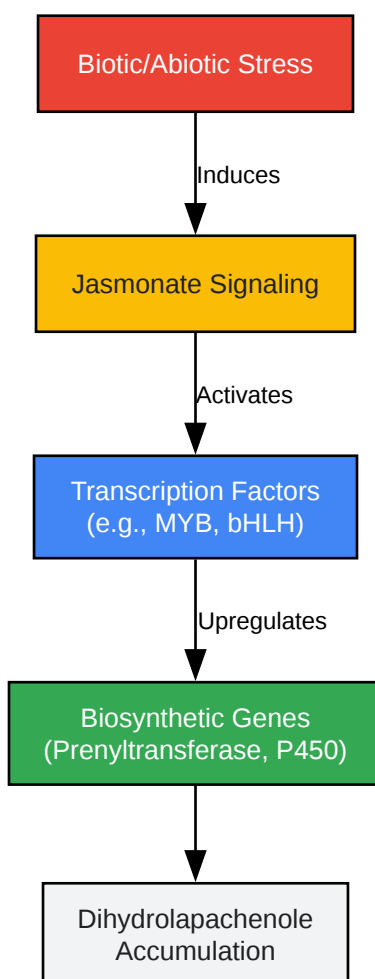 Biotic/Abiotic Stress
Induces
Jasmonate Signaling
Activates
Transcription Factors
(e.g., MYB, bHLH)
Upregulates
Biosynthetic Genes
(Prenyltransferase, P450)
Dihydrolapachenole
Accumulation